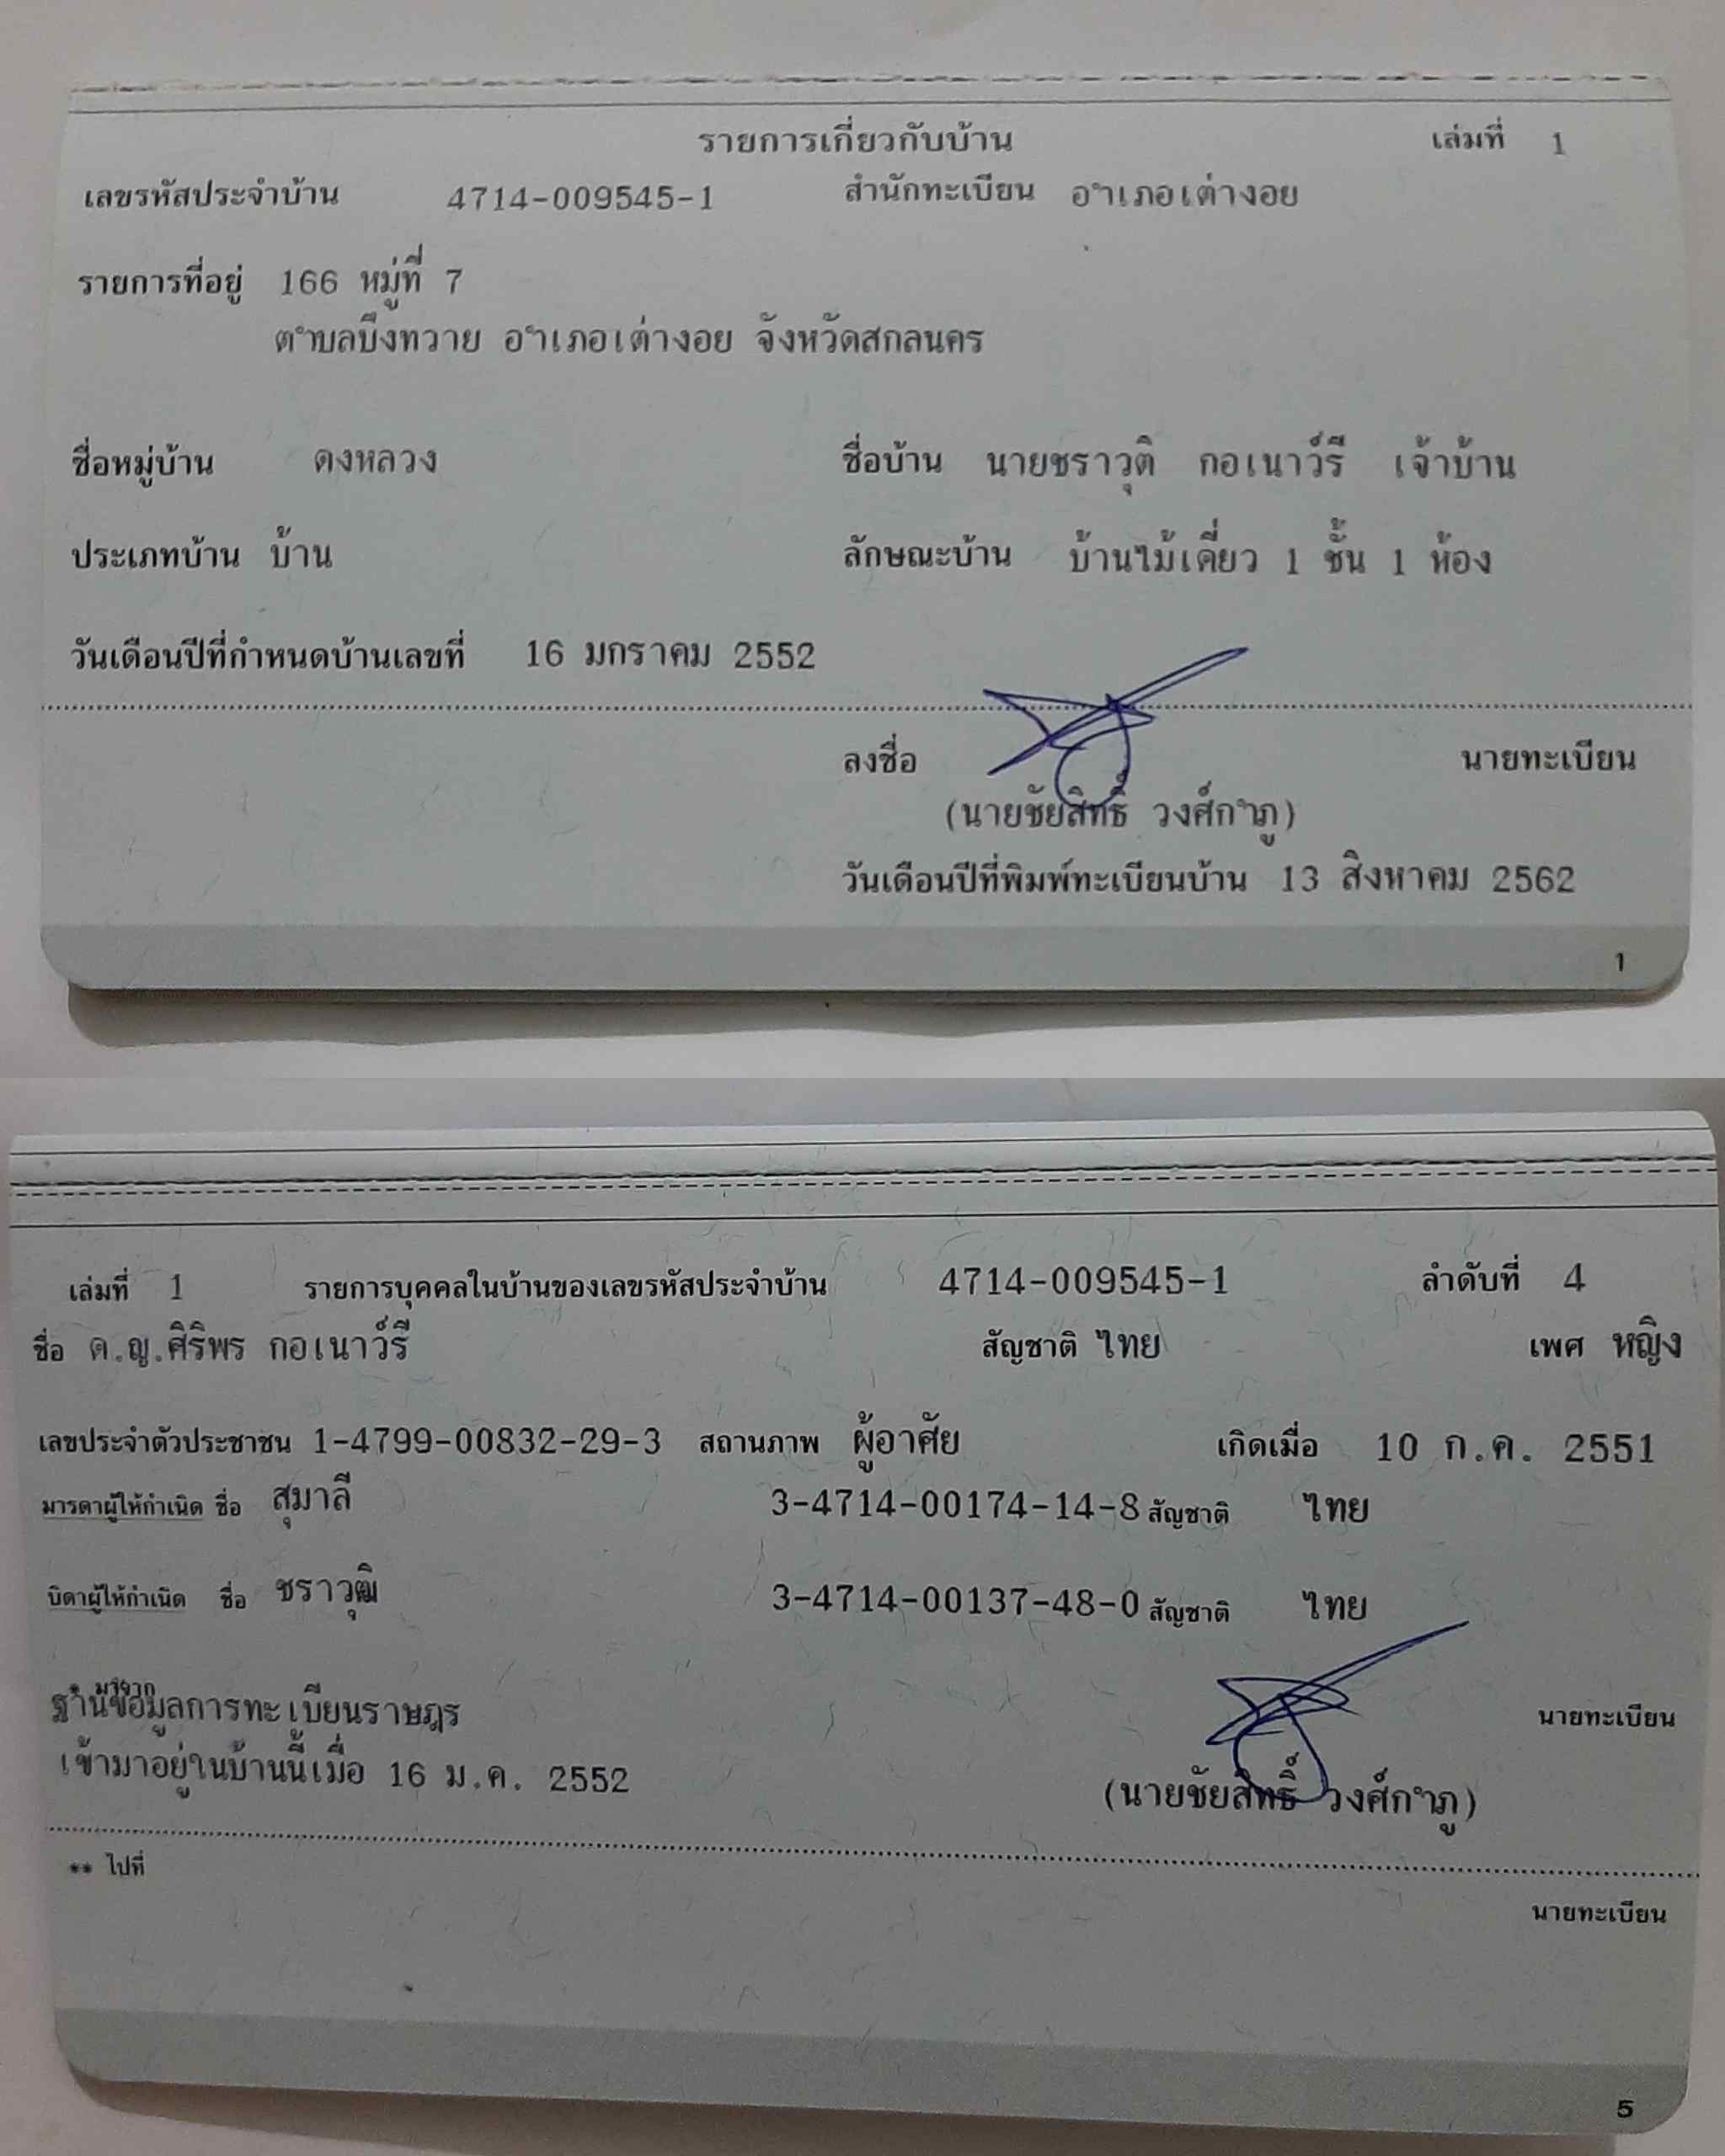 รายการเกี่ยวกับบ้าน เล่มที่ 1
เลขรหัสประจำบ้าน 4714-009545-1 สำนักทะเบียน อำเภอเต่างอย
รายการที่อยู่ 166 หมู่ที่ 7
ตำบลบึงทวาย อำเภอเต่างอย จังหวัดสกลนคร
ชื่อหมู่บ้าน ดงหลวง ชื่อบ้าน นายชราวุติ กอเนาว์รี เจ้าบ้าน
ประเภทบ้าน บ้าน ลักษณะบ้าน บ้านไม้เดี่ยว 1 ชั้น 1 ห้อง
วันเดือนปีที่กำหนดบ้านเลขที่ 16 มกราคม 2552
ลงชื่อ นายทะเบียน
(นายชัยสิทธิ์ วงศ์กำภู)
วันเดือนปีที่พิมพ์ทะเบียนบ้าน 13 สิงหาคม 2562
1
เล่มที่ 1 รายการบุคคลในบ้านของเลขรหัสประจำบ้าน 4714-009545-1 ลำดับที่ 4
ชื่อ ด.ญ.ศิริพร กอเนาว์รี สัญชาติ ไทย เพศ หญิง
เลขประจำตัวประชาชน 1-4799-00832-29-3 สถานภาพ ผู้อาศัย เกิดเมื่อ 10 ก.ค. 2551
มารดาผู้ให้กำเนิด ชื่อ สุมาลี 3-4714-00174-14-8 สัญชาติ ไทย
บิดาผู้ให้กำเนิด ชื่อ ชราวุฒิ 3-4714-00137-48-0 สัญชาติ ไทย
* มาจาก
ฐานข้อมูลการทะเบียนราษฎร นายทะเบียน
เข้ามาอยู่ในบ้านนี้เมื่อ 16 ม.ค. 2552 (นายชัยสิทธิ์ วงศ์กำภู)
** ไปที่
นายทะเบียน
5